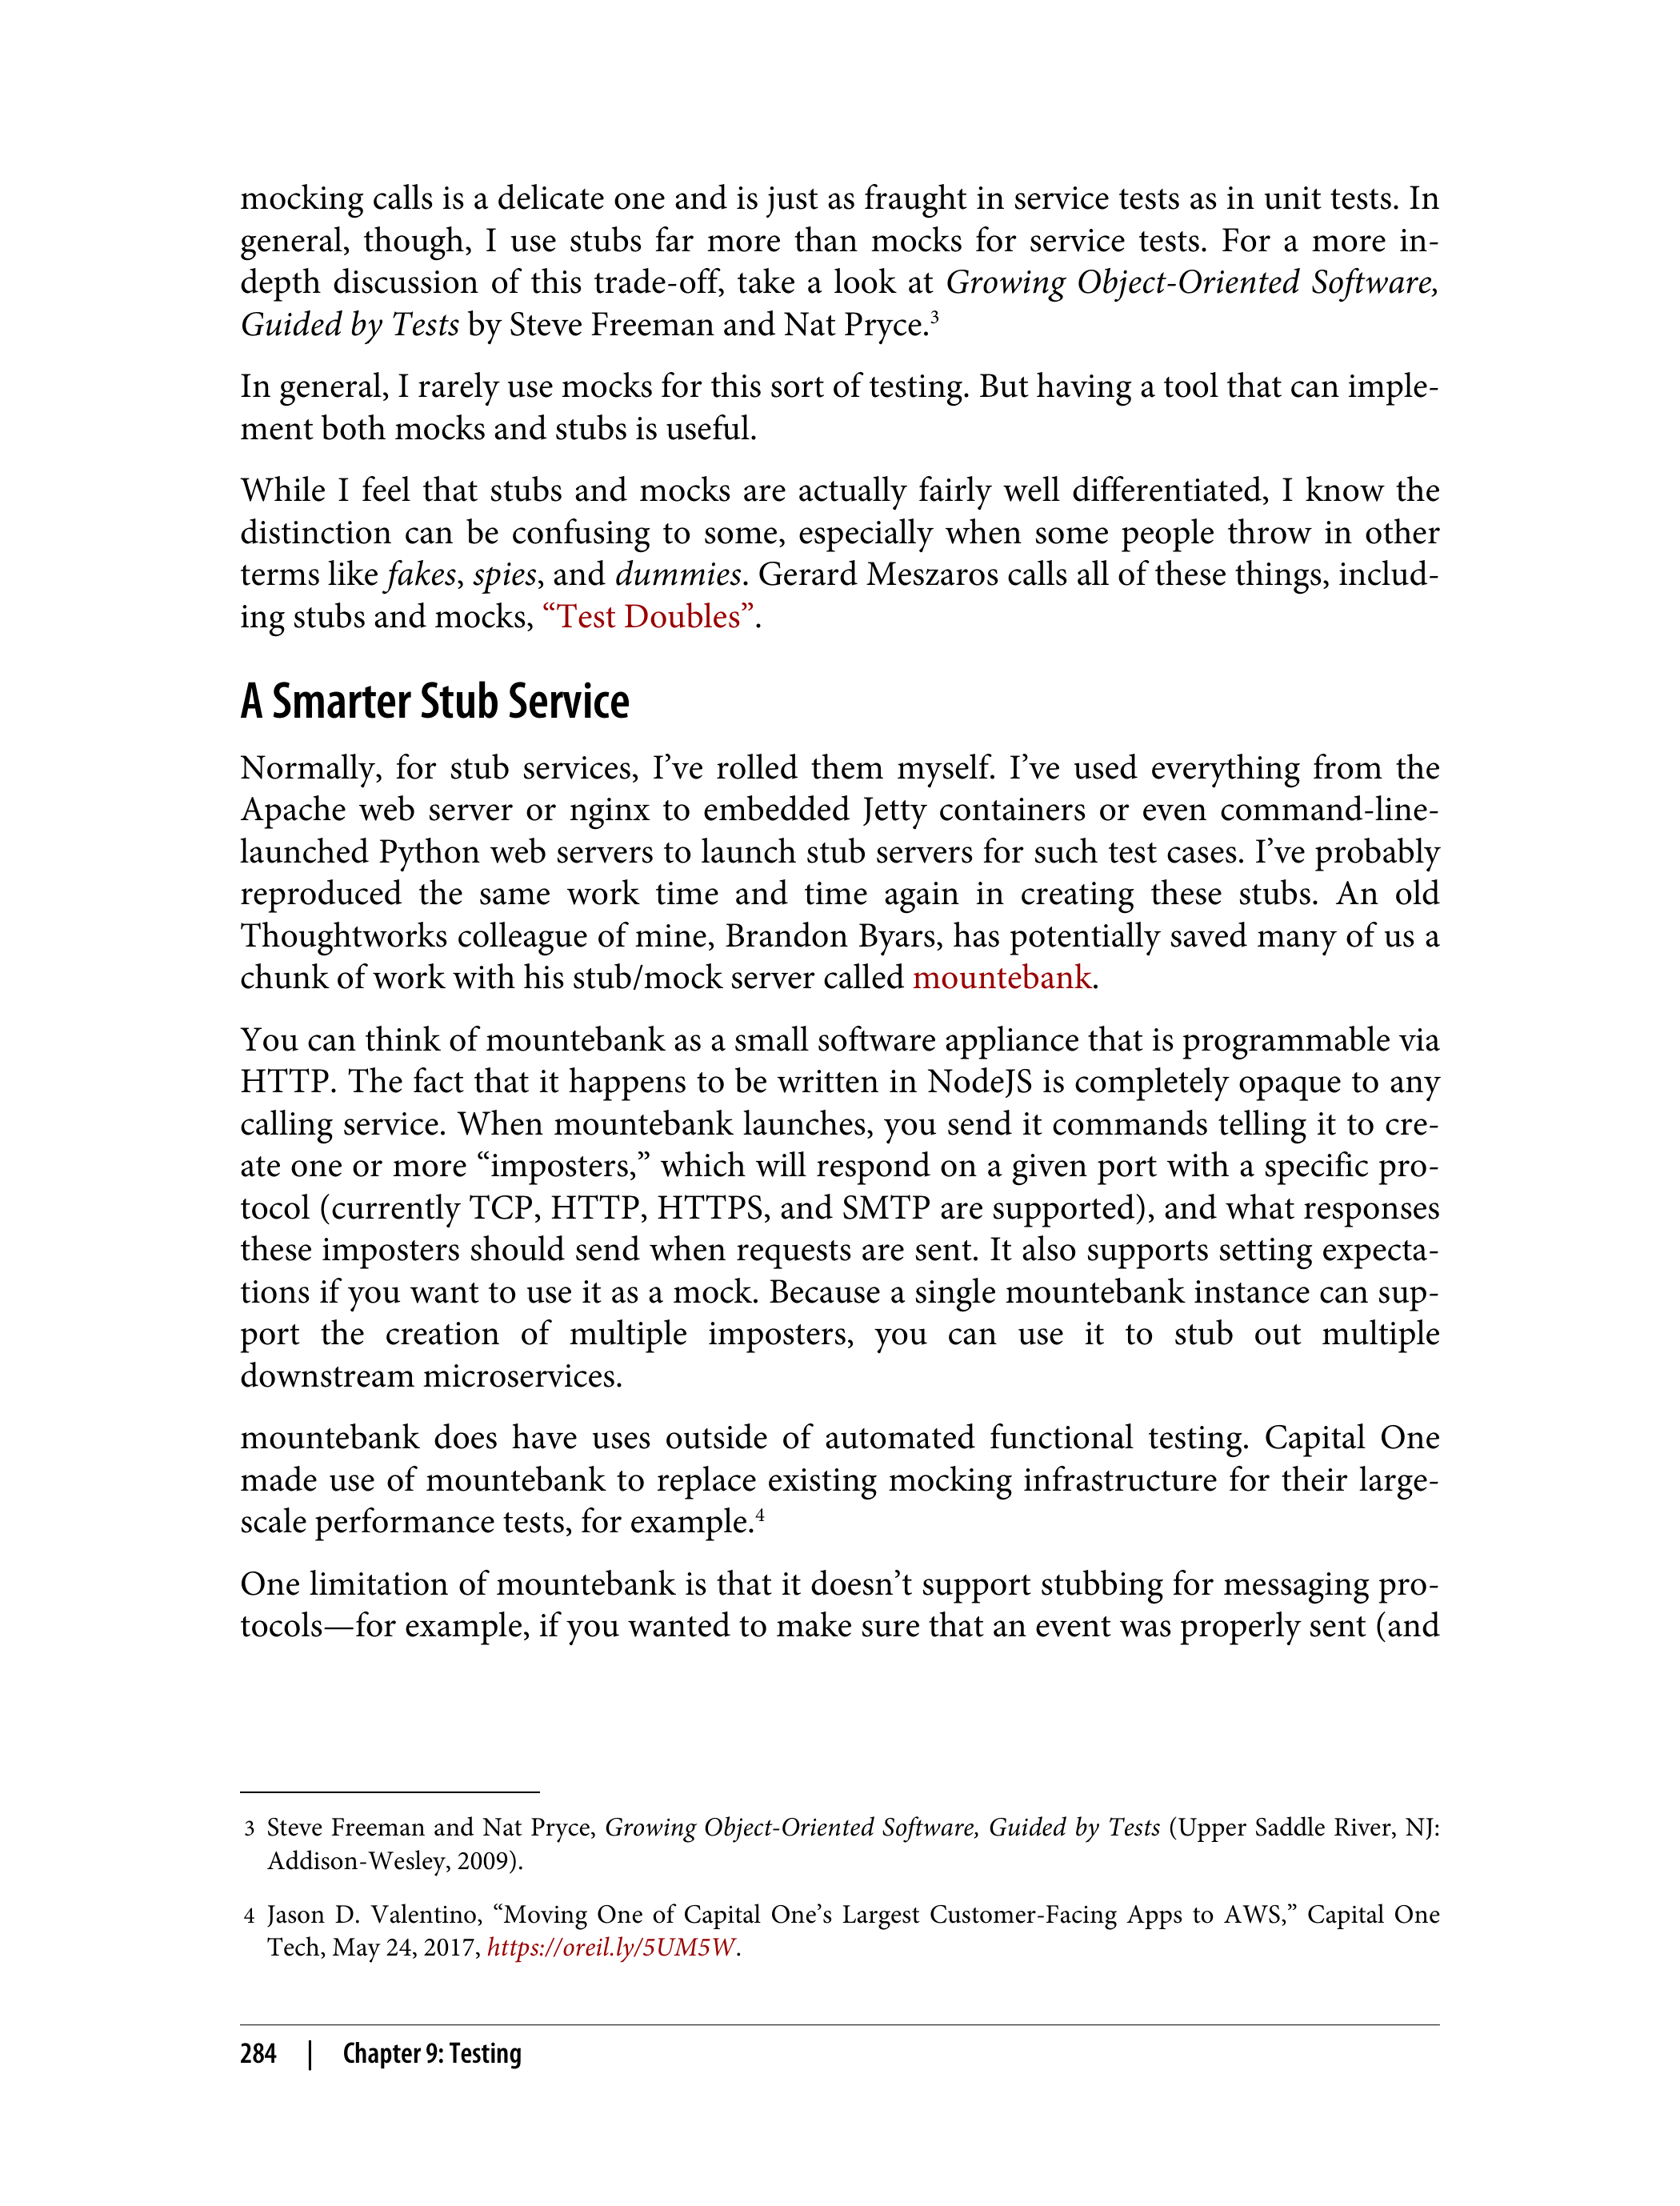 mocking calls is a delicate one and is just as fraught in service tests as in unit tests. In
general, though, I use stubs far more than mocks for service tests. For a more in-
depth discussion of this trade-off, take a look at Growing Object-Oriented Software,
Guided by Tests by Steve Freeman and Nat Pryce.3
In general, I rarely use mocks for this sort of testing. But having a tool that can imple-
ment both mocks and stubs is useful.
While I feel that stubs and mocks are actually fairly well differentiated, I know the
distinction can be confusing to some, especially when some people throw in other
terms like fakes, spies, and dummies. Gerard Meszaros calls all of these things, includ-
ing stubs and mocks, “Test Doubles”.
A Smarter Stub Service
Normally, for stub services, I’ve rolled them myself. I’ve used everything from the
Apache web server or nginx to embedded Jetty containers or even command-line-
launched Python web servers to launch stub servers for such test cases. I’ve probably
reproduced the same work time and time again in creating these stubs. An old
Thoughtworks colleague of mine, Brandon Byars, has potentially saved many of us a
chunk of work with his stub/mock server called mountebank.
You can think of mountebank as a small software appliance that is programmable via
HTTP. The fact that it happens to be written in NodeJS is completely opaque to any
calling service. When mountebank launches, you send it commands telling it to cre-
ate one or more “imposters,” which will respond on a given port with a specific pro-
tocol (currently TCP, HTTP, HTTPS, and SMTP are supported), and what responses
these imposters should send when requests are sent. It also supports setting expecta-
tions if you want to use it as a mock. Because a single mountebank instance can sup-
port the creation of multiple imposters, you can use it to stub out multiple
downstream microservices.
mountebank does have uses outside of automated functional testing. Capital One
made use of mountebank to replace existing mocking infrastructure for their large-
scale performance tests, for example.4
One limitation of mountebank is that it doesn’t support stubbing for messaging pro-
tocols—for example, if you wanted to make sure that an event was properly sent (and
3 Steve Freeman and Nat Pryce, Growing Object-Oriented Software, Guided by Tests (Upper Saddle River, NJ:
Addison-Wesley, 2009).
4 Jason D. Valentino, “Moving One of Capital One’s Largest Customer-Facing Apps to AWS,” Capital One
Tech, May 24, 2017, https://oreil.ly/5UM5W.
284 | Chapter 9: Testing